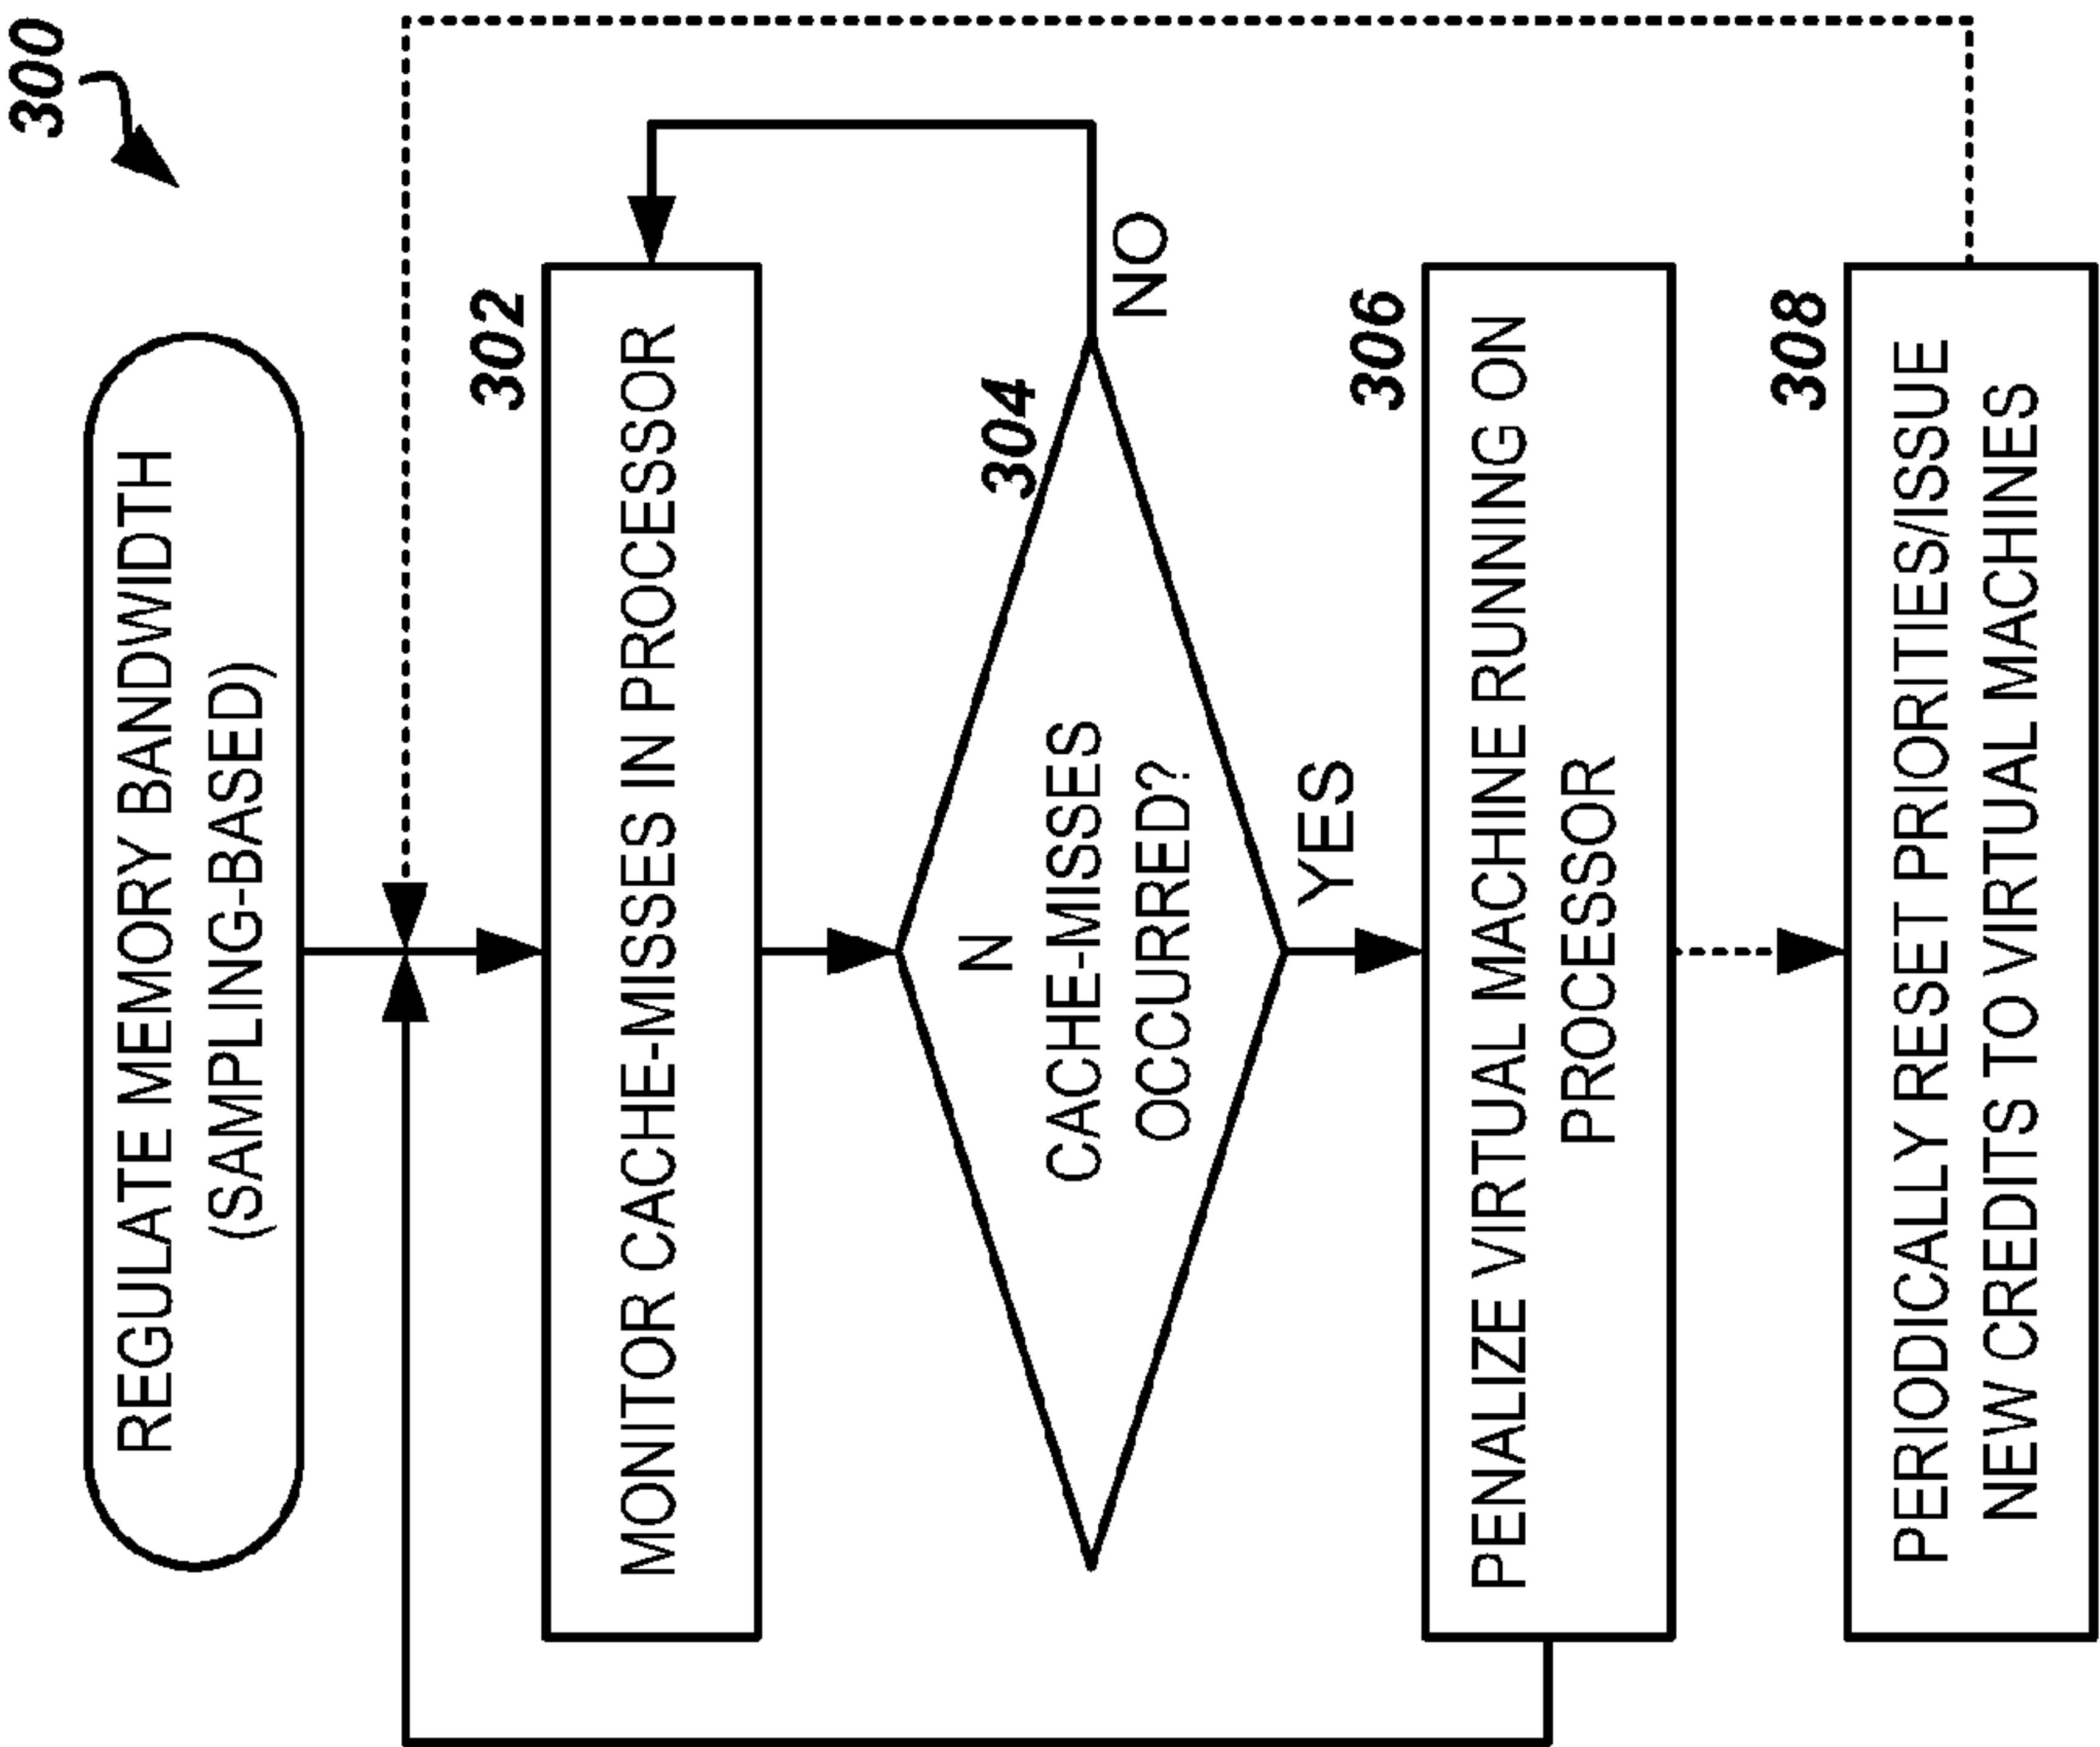 300
REGULATE MEMORY BANDWIDTH
(SAMPLING-BASED)
302
MONITOR CACHE-MISSES IN PROCESSOR
304
N
CACHE-MISSES
OCCURRED?
NO
YES
306
PENALIZE VIRTUAL MACHINE RUNNING ON
PROCESSOR
308
PERIODICALLY RESET PRIORITIES/ISSUE
NEW CREDITS TO VIRTUAL MACHINES